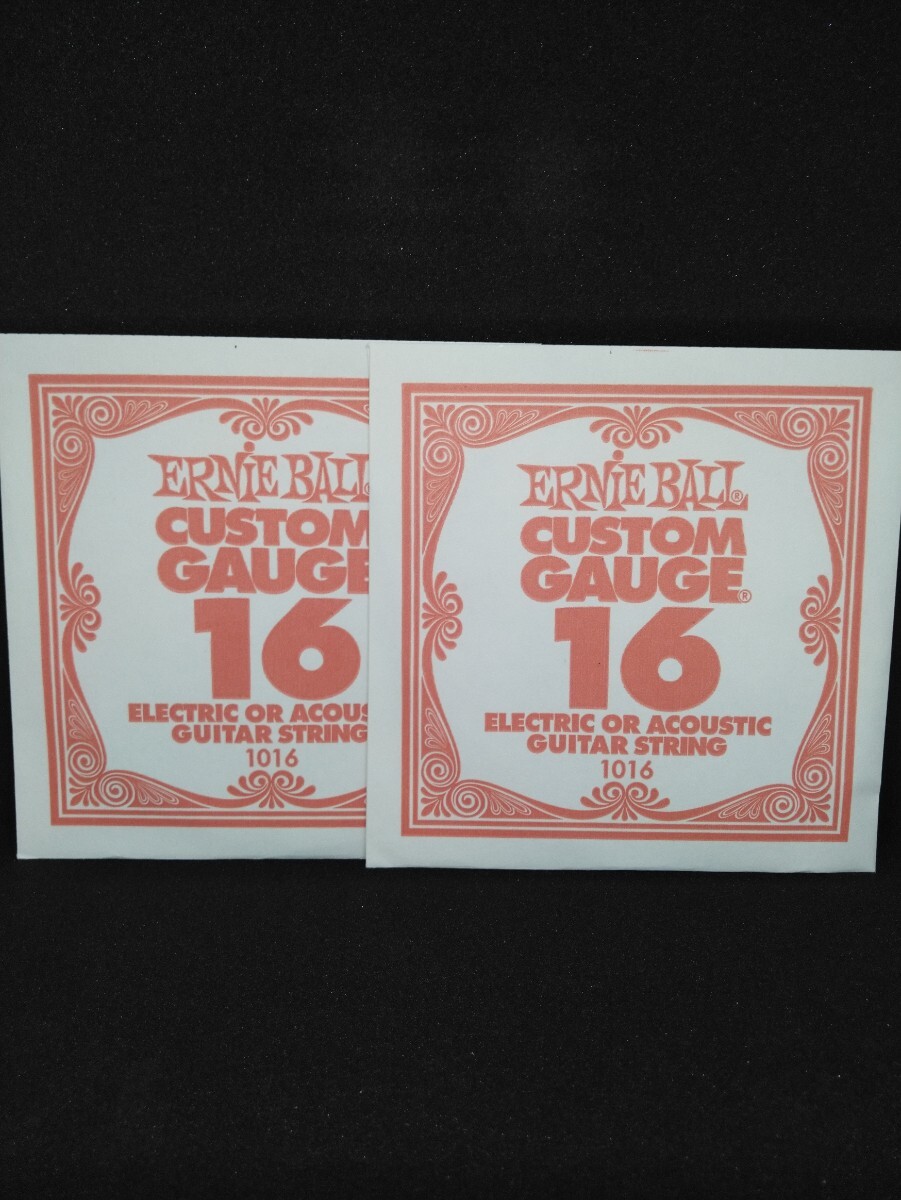 ERNiE BALL
CUSTOM
GAUGE
16
ELECTRIC OR ACOUS
GUITAR STRING
1016
ERNiE BALL®
CUSTOM
GAUGE®
16
ELECTRIC OR ACOUSTIC
GUITAR STRING
1016